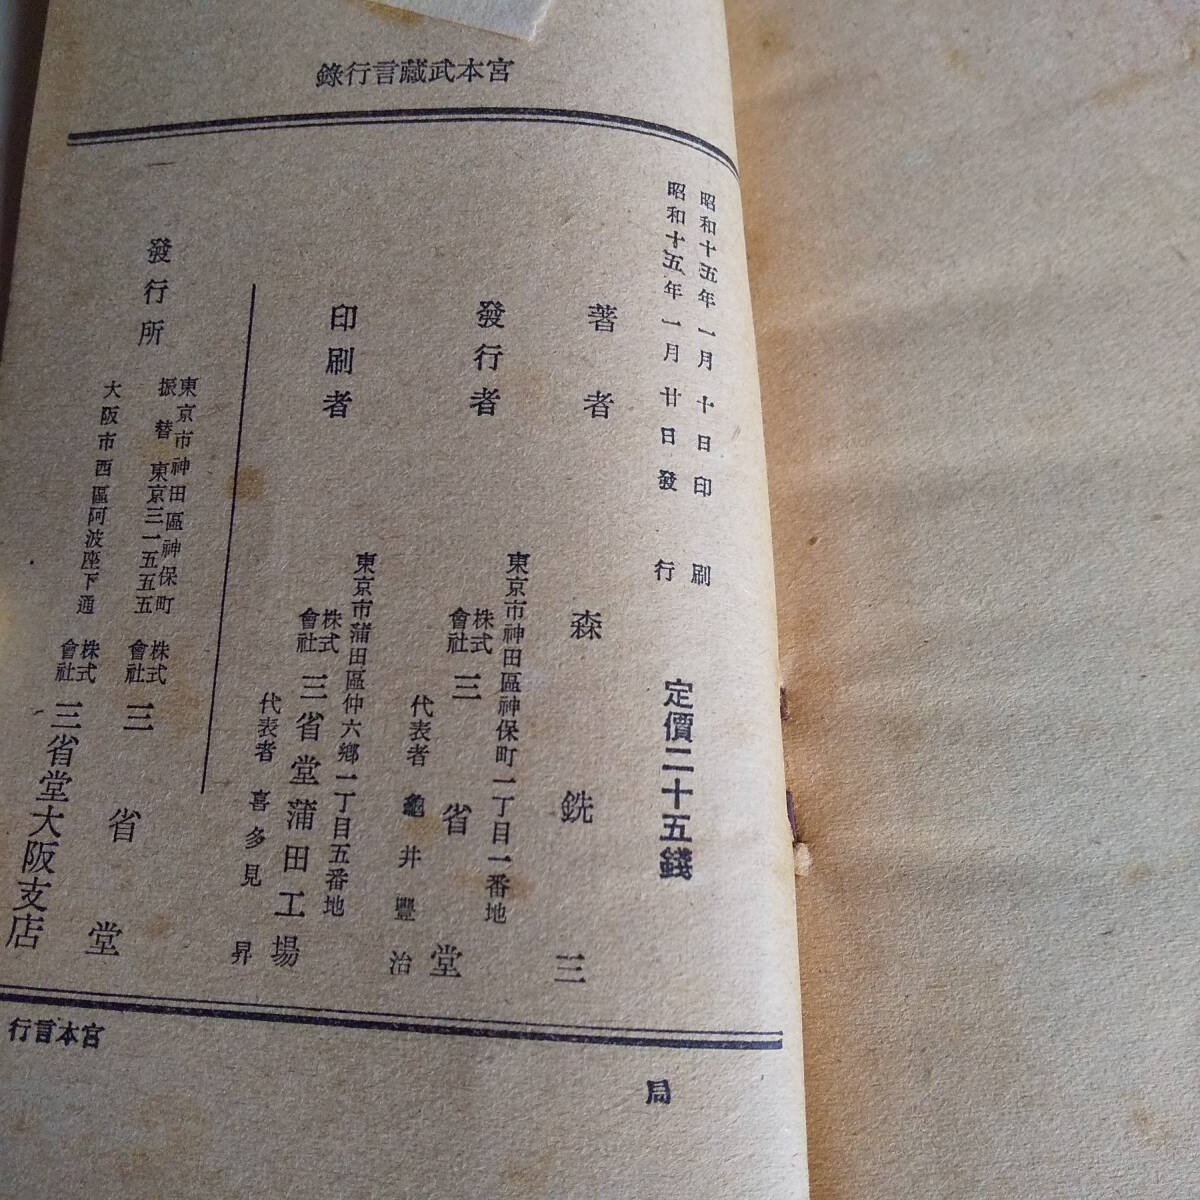 錄行言藏武本宮
昭和十五年一月十日印刷
昭和十五年一月廿日發行
定價二十五錢
著者 森銑三
發行者 東京市神田區神保町一丁目一番地
株式會社 三省堂
代表者 龜井豐治
印刷者 東京市蒲田區仲六鄉一丁目五番地
株式會社 三省堂蒲田工場
代表者 喜多見昇
發行所 東京市神田區神保町
振替東京三一五五五
株式會社 三省堂
大阪市西區阿波座下通
株式會社 三省堂大阪支店
行言本宮
局